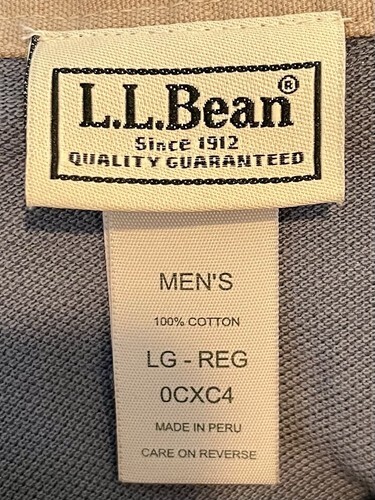 L.L.Bean®
Since 1912
QUALITY GUARANTEED
MEN'S
100% COTTON
LG - REG
0CXC4
MADE IN PERU
CARE ON REVERSE